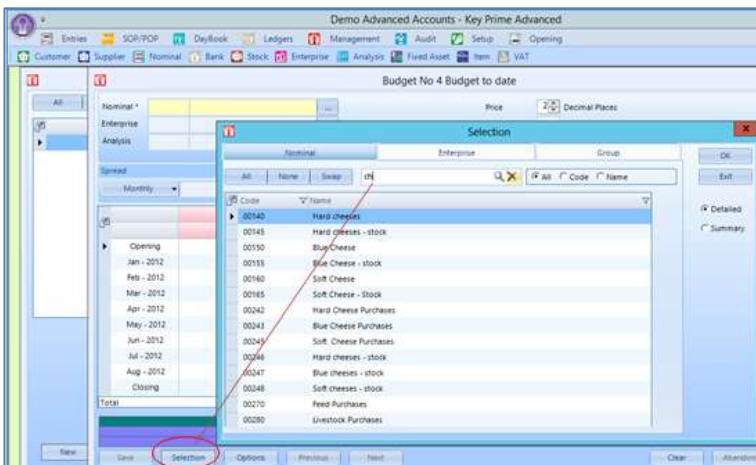 Demo Advanced Accounts - Key Prime Advanced
Entries SOP/POP DayBook Ledgers Management Audit Setup Opening
Customer Supplier Nominal Bank Stock Enterprise Analysis Fixed Asset Item VAT
Budget No 4 Budget to date
All
Nominal * ... Price 2 Decimal Places
Enterprise
Analysis
Selection
Nominal Enterprise Group
OK
Spread
All None Swap ch All Code Name
Exit
Monthly
Code Name
Detailed
Summary
00140 Hard cheeses
00145 Hard cheeses - stock
Opening 00150 Blue Cheese
Jan - 2012 00155 Blue Cheese - stock
Feb - 2012 00160 Soft Cheese
Mar - 2012 00165 Soft Cheese - Stock
Apr - 2012 00242 Hard Cheese Purchases
May - 2012 00243 Blue Cheese Purchases
Jun - 2012 00245 Soft Cheese Purchases
Jul - 2012 00246 Hard cheeses - stock
Aug - 2012 00247 Blue cheeses - stock
Closing 00248 Soft cheeses - stock
Total 00270 Feed Purchases
00280 Livestock Purchases
New Save Selection Options Previous Next Clear Abandon